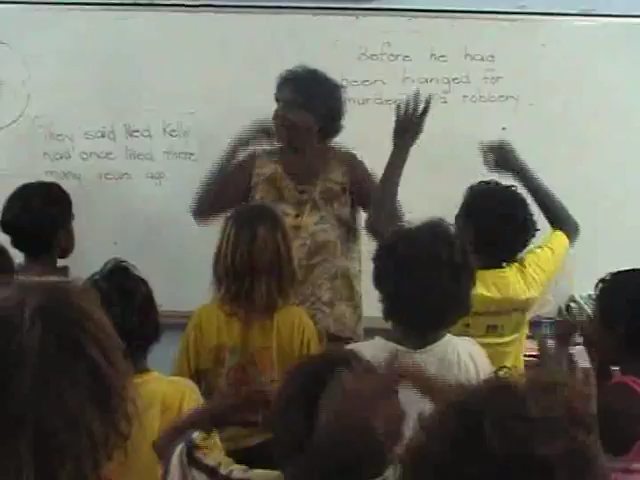 They said Ned Kelly
had once lived there
many years ago
Before he had
been hanged for
murder robbery